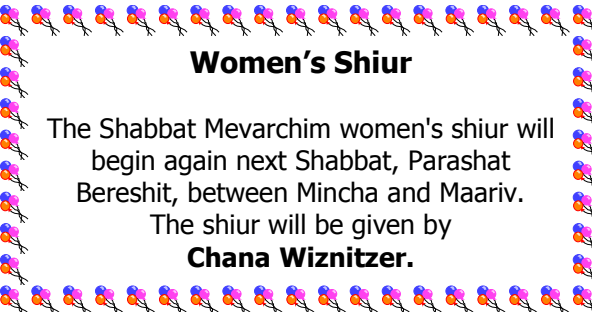 Women’s Shiur
The Shabbat Mevarchim women's shiur will
begin again next Shabbat, Parashat
Bereshit, between Mincha and Maariv.
The shiur will be given by
Chana Wiznitzer.